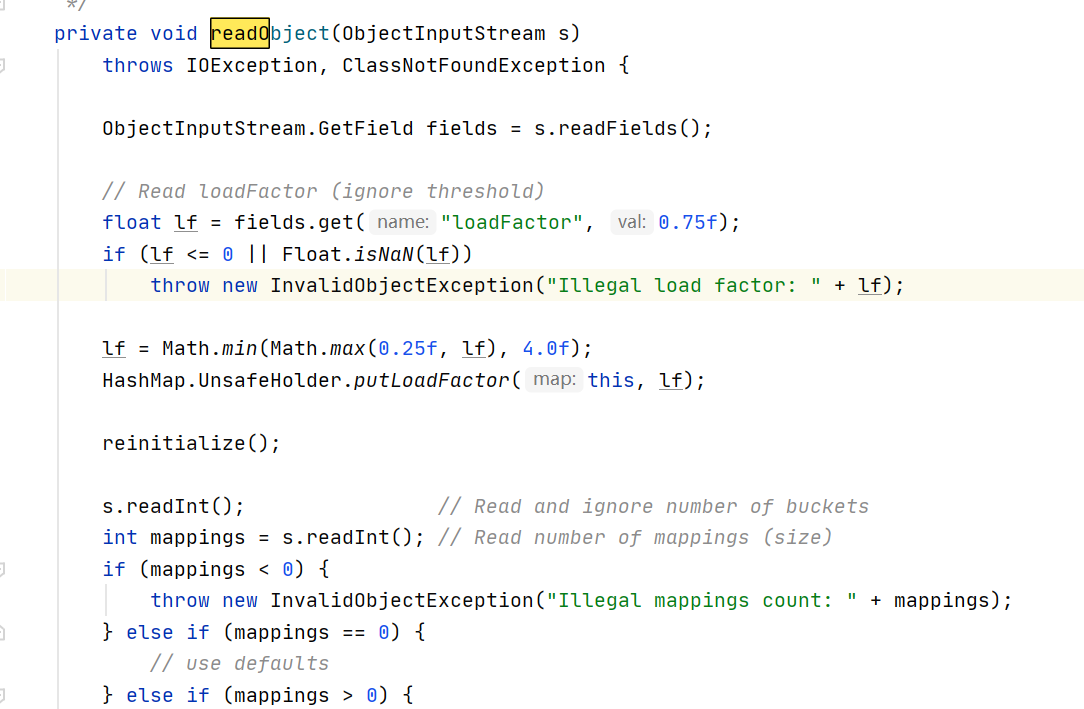 */
private void readObject(ObjectInputStream s)
throws IOException, ClassNotFoundException {
ObjectInputStream.GetField fields = s.readFields();
// Read loadFactor (ignore threshold)
float lf = fields.get( name: "loadFactor", val: 0.75f);
if (lf <= 0 || Float.isNaN(lf))
throw new InvalidObjectException("Illegal load factor: " + lf);
lf = Math.min(Math.max(0.25f, lf), 4.0f);
HashMap.UnsafeHolder.putLoadFactor( map: this, lf);
reinitialize();
s.readInt(); // Read and ignore number of buckets
int mappings = s.readInt(); // Read number of mappings (size)
if (mappings < 0) {
throw new InvalidObjectException("Illegal mappings count: " + mappings);
} else if (mappings == 0) {
// use defaults
} else if (mappings > 0) {